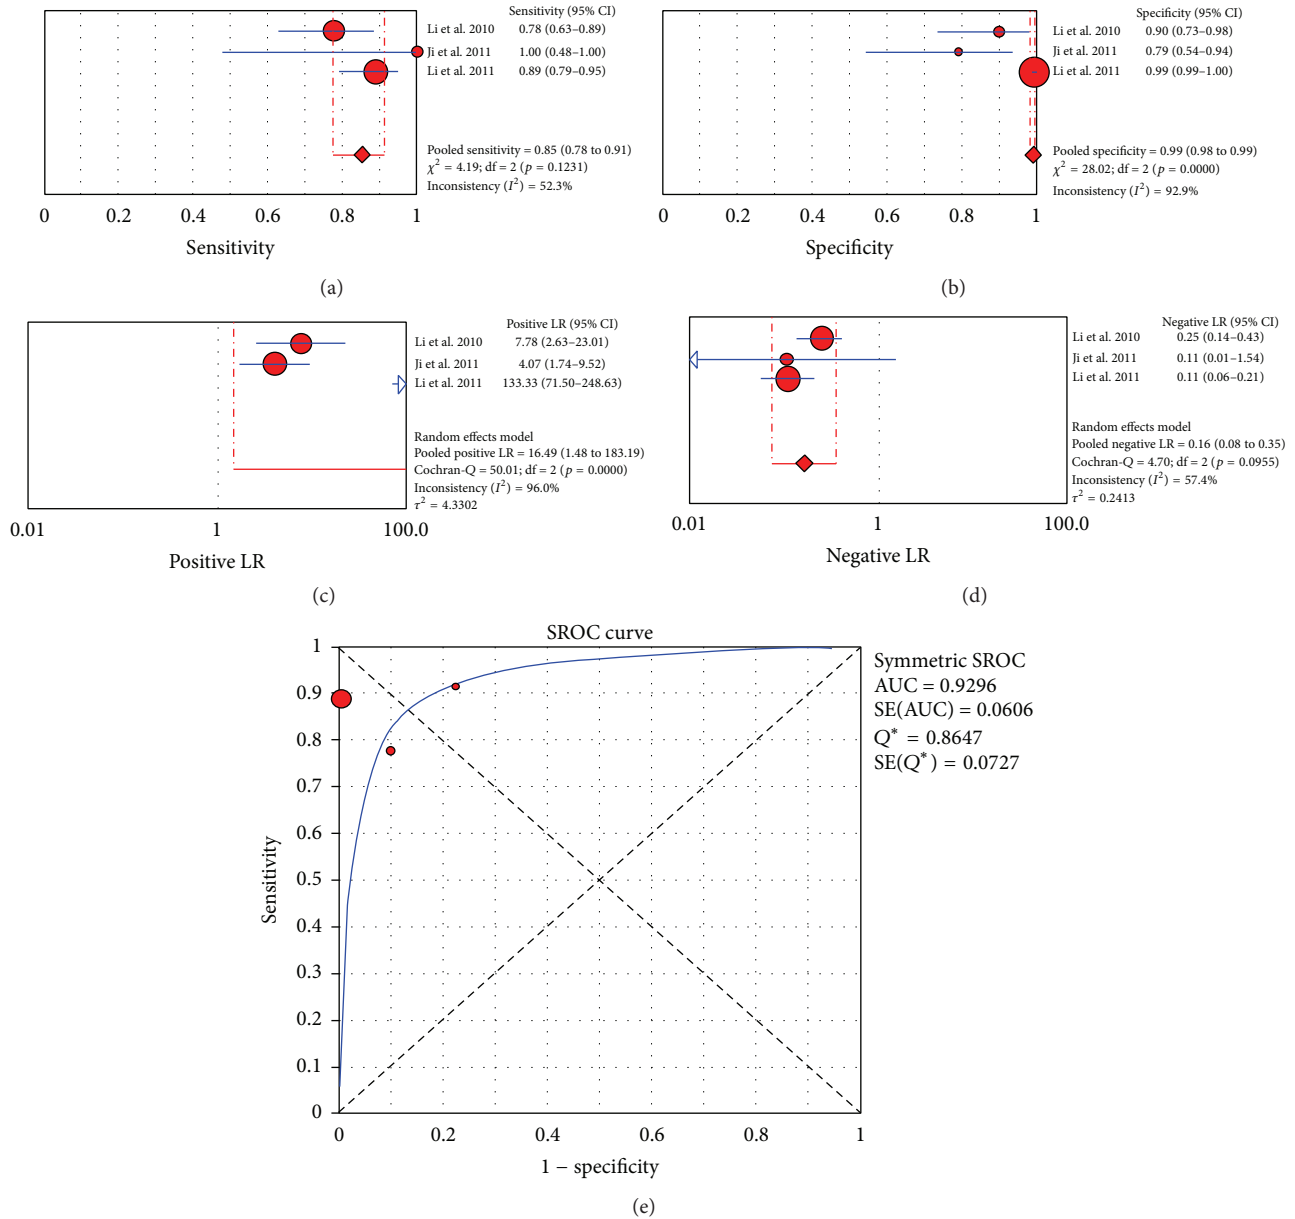 Sensitivity (95% CI)
Li et al. 2010 0.78 (0.63–0.89)
Ji et al. 2011 1.00 (0.48–1.00)
Li et al. 2011 0.89 (0.79–0.95)
Pooled sensitivity = 0.85 (0.78 to 0.91)
χ² = 4.19; df = 2 (p = 0.1231)
Inconsistency (I²) = 52.3%
0 0.2 0.4 0.6 0.8 1
Sensitivity
(a)
Specificity (95% CI)
Li et al. 2010 0.90 (0.73–0.98)
Ji et al. 2011 0.79 (0.54–0.94)
Li et al. 2011 0.99 (0.99–1.00)
Pooled specificity = 0.99 (0.98 to 0.99)
χ² = 28.02; df = 2 (p = 0.0000)
Inconsistency (I²) = 92.9%
0 0.2 0.4 0.6 0.8 1
Specificity
(b)
Positive LR (95% CI)
Li et al. 2010 7.78 (2.63–23.01)
Ji et al. 2011 4.07 (1.74–9.52)
Li et al. 2011 133.33 (71.50–248.63)
Random effects model
Pooled positive LR = 16.49 (1.48 to 183.19)
Cochran-Q = 50.01; df = 2 (p = 0.0000)
Inconsistency (I²) = 96.0%
τ² = 4.3302
0.01 1 100.0
Positive LR
(c)
Negative LR (95% CI)
Li et al. 2010 0.25 (0.14–0.43)
Ji et al. 2011 0.11 (0.01–1.54)
Li et al. 2011 0.11 (0.06–0.21)
Random effects model
Pooled negative LR = 0.16 (0.08 to 0.35)
Cochran-Q = 4.70; df = 2 (p = 0.0955)
Inconsistency (I²) = 57.4%
τ² = 0.2413
0.01 1 100.0
Negative LR
(d)
SROC curve
1
0.9
0.8
0.7
0.6
0.5
0.4
0.3
0.2
0.1
0
Sensitivity
0 0.2 0.4 0.6 0.8 1
1 − specificity
Symmetric SROC
AUC = 0.9296
SE(AUC) = 0.0606
Q* = 0.8647
SE(Q*) = 0.0727
(e)